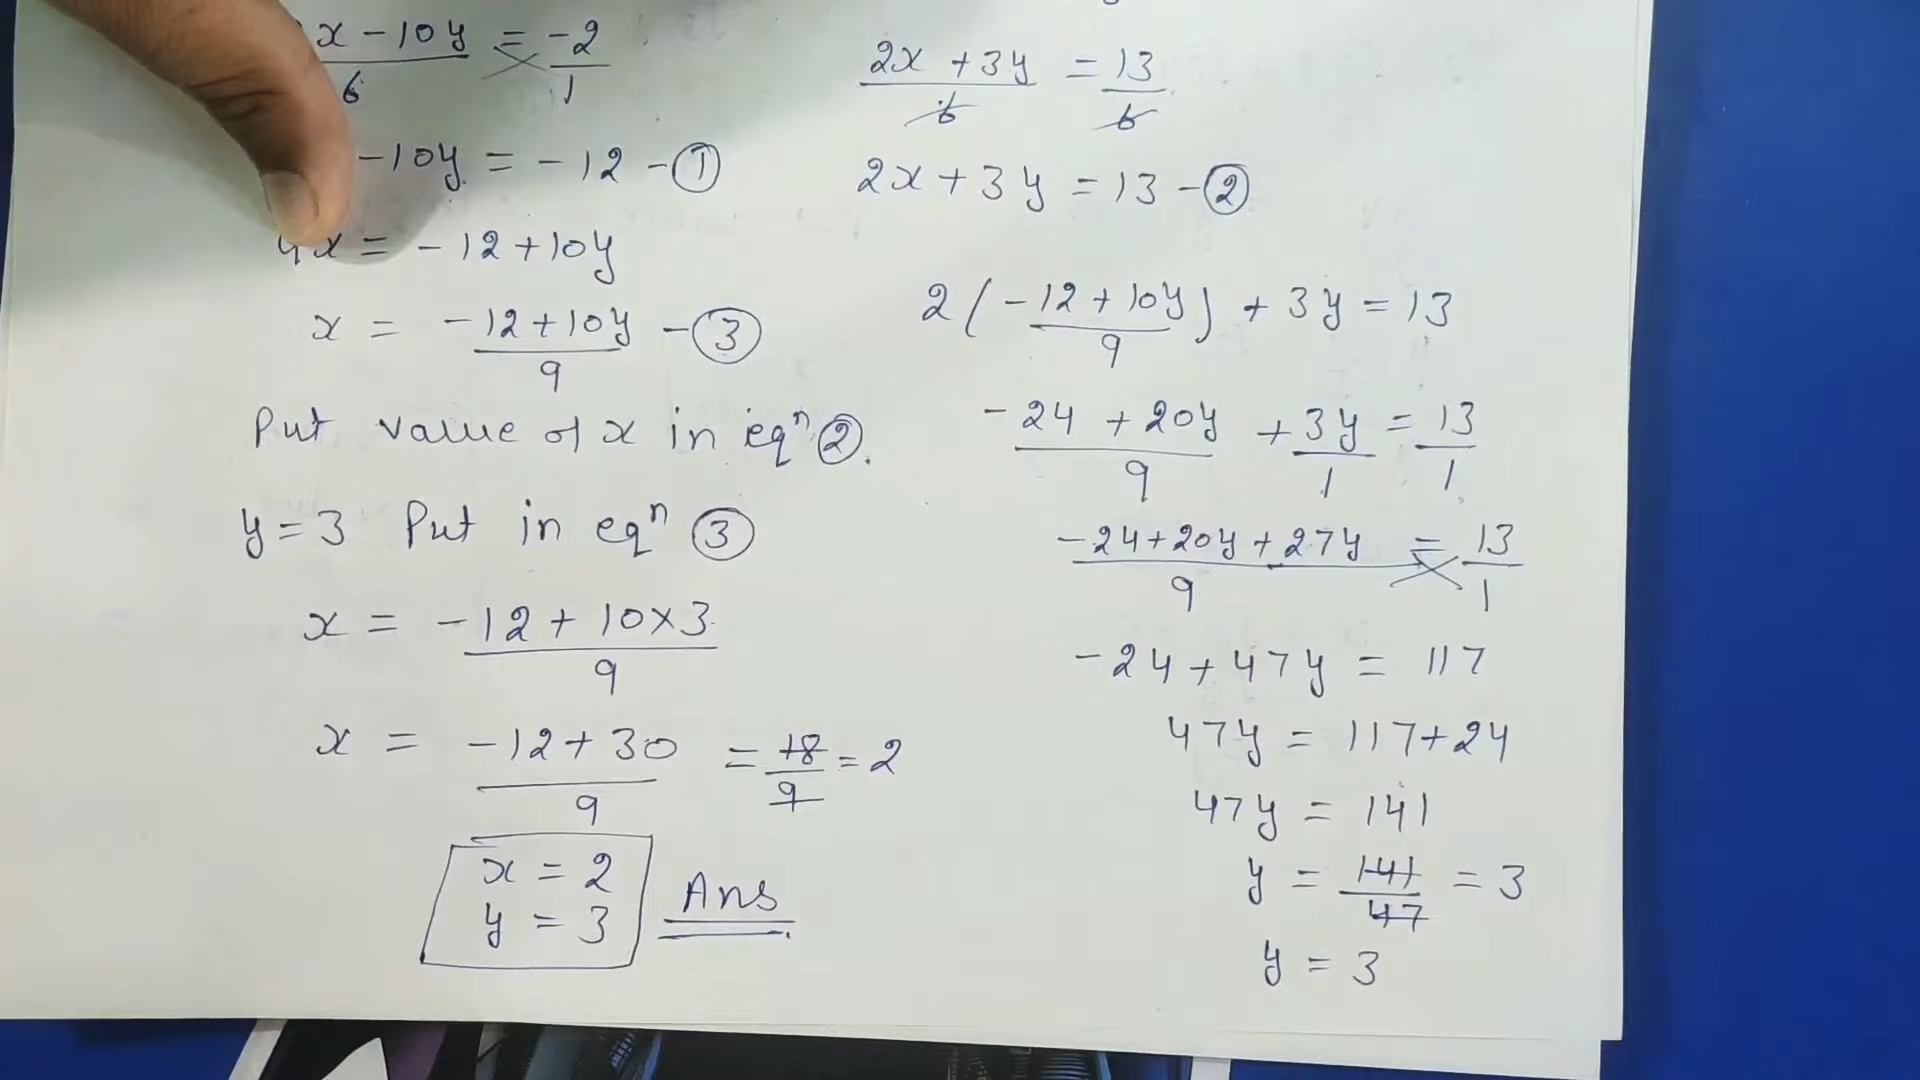 x - 10y = -2
6 1
-10y = -12 - ①
x = -12 + 10y
x = -12 + 10y - ③
9
Put value of x in eqⁿ ②.
y = 3 Put in eqⁿ ③
x = -12 + 10 × 3
9
x = -12 + 30 = 18 = 2
9 9
x = 2
y = 3
Ans
2x + 3y = 13
6 6
2x + 3y = 13 - ②
2(-12 + 10y) + 3y = 13
9
-24 + 20y + 3y = 13
9 1 1
-24 + 20y + 27y = 13
9 1
-24 + 47y = 117
47y = 117 + 24
47y = 141
y = 141 = 3
47
y = 3